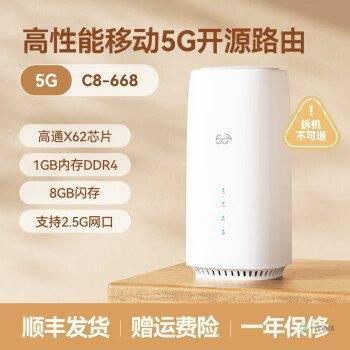 高性能移动5G开源路由
5G C8-668
高通X62芯片
1GB内存DDR4
8GB闪存
支持2.5G网口
5G
拆机
不可退
顺丰发货 赠运费险 一年保修